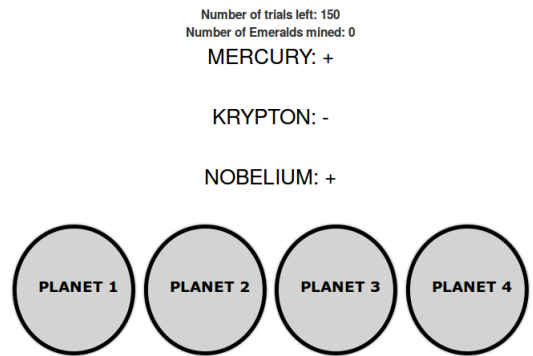 Number of trials left: 150
Number of Emeralds mined: 0
MERCURY: +
KRYPTON: -
NOBELIUM: +
PLANET 1 PLANET 2 PLANET 3 PLANET 4